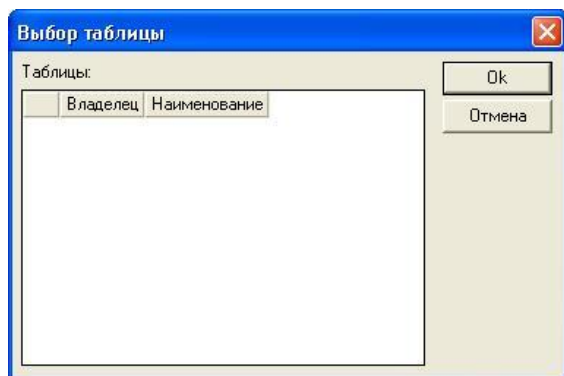 Выбор таблицы
Таблицы:
Ok
Владелец Наименование
Отмена